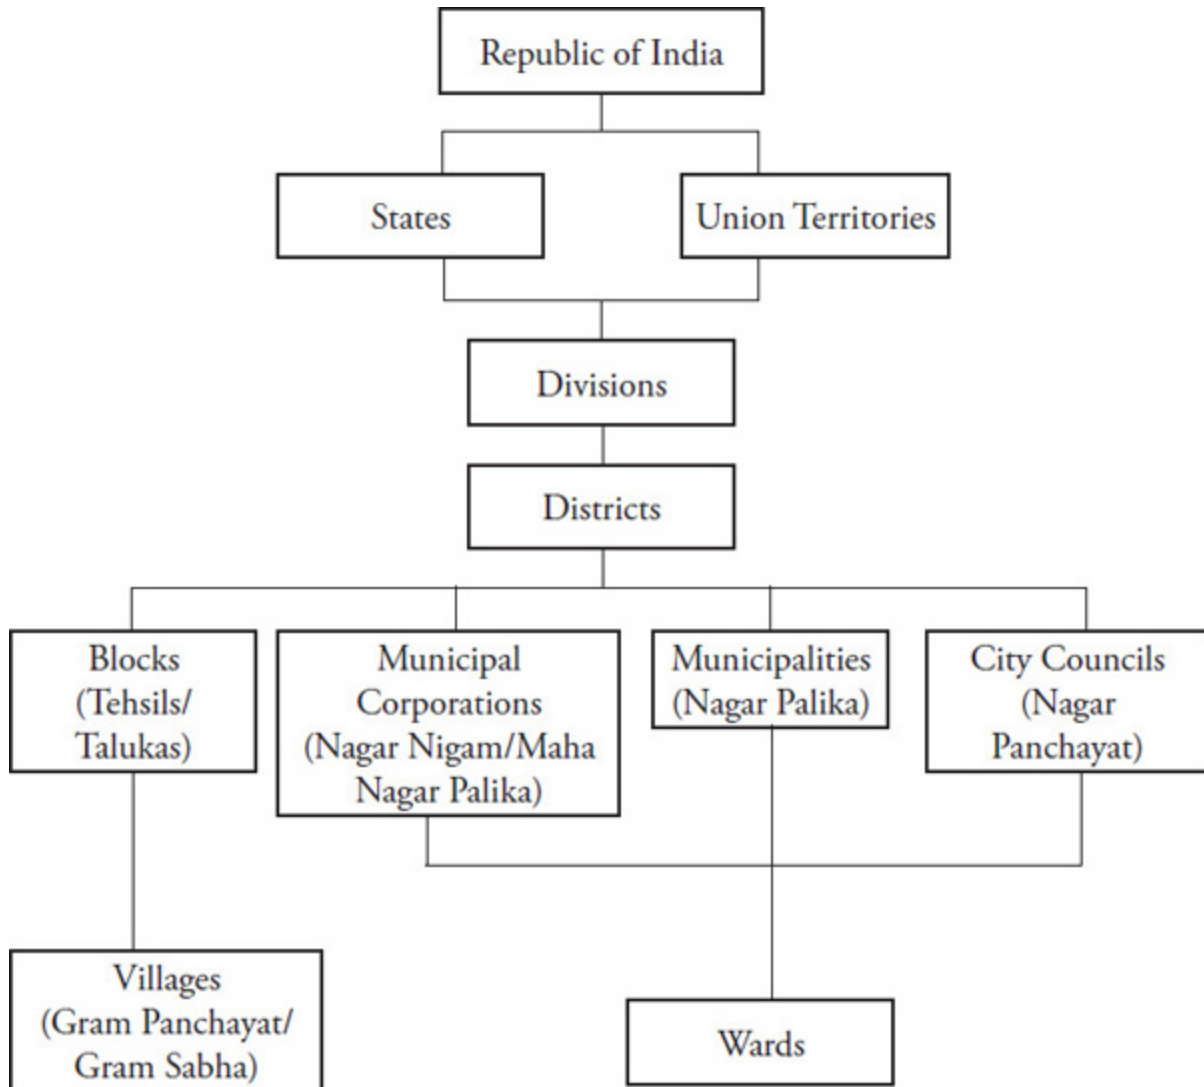 Republic of India
States
Union Territories
Divisions
Districts
Blocks
(Tehsils/
Talukas)
Municipal
Corporations
(Nagar Nigam/Maha
Nagar Palika)
Municipalities
(Nagar Palika)
City Councils
(Nagar
Panchayat)
Villages
(Gram Panchayat/
Gram Sabha)
Wards